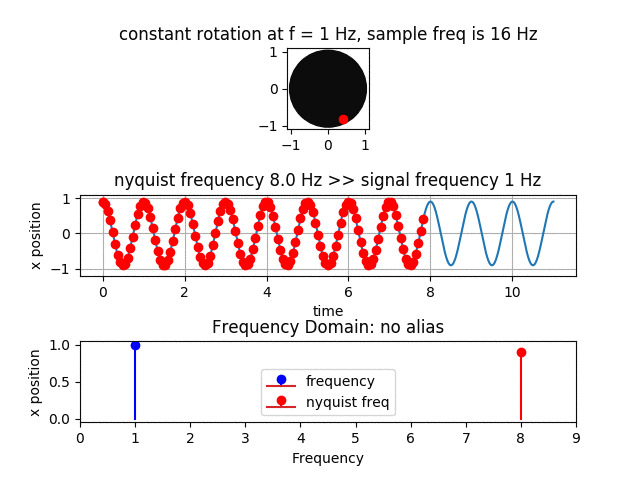 constant rotation at f = 1 Hz, sample freq is 16 Hz
1
0
−1
−1 0 1
nyquist frequency 8.0 Hz >> signal frequency 1 Hz
x position
1
0
−1
0 2 4 6 8 10
time
Frequency Domain: no alias
x position
1.0
0.5
0.0
frequency
nyquist freq
0 1 2 3 4 5 6 7 8 9
Frequency